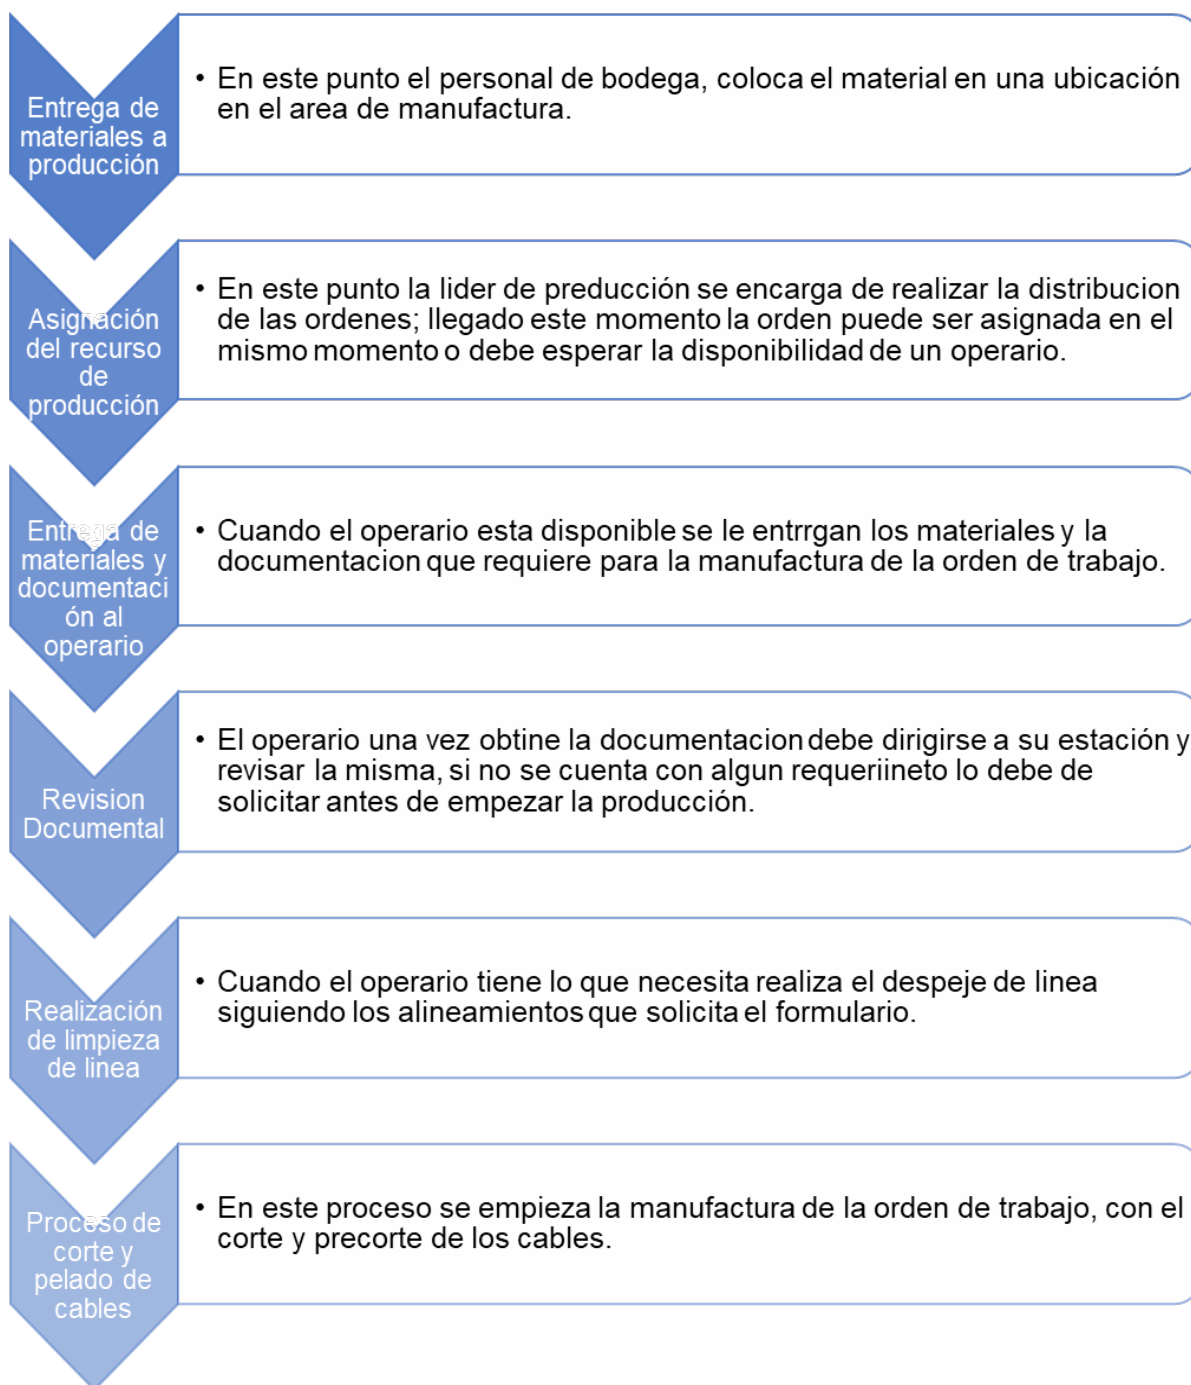 Entrega de
materiales a
producción
• En este punto el personal de bodega, coloca el material en una ubicación
en el area de manufactura.
Asignación
del recurso
de
producción
• En este punto la lider de preducción se encarga de realizar la distribucion
de las ordenes; llegado este momento la orden puede ser asignada en el
mismo momento o debe esperar la disponibilidad de un operario.
Entrega de
materiales y
documentaci
ón al
operario
• Cuando el operario esta disponible se le entrrgan los materiales y la
documentacion que requiere para la manufactura de la orden de trabajo.
Revision
Documental
• El operario una vez obtine la documentacion debe dirigirse a su estación y
revisar la misma, si no se cuenta con algun requeriineto lo debe de
solicitar antes de empezar la producción.
Realización
de limpieza
de linea
• Cuando el operario tiene lo que necesita realiza el despeje de linea
siguiendo los alineamientos que solicita el formulario.
Proceso de
corte y
pelado de
cables
• En este proceso se empieza la manufactura de la orden de trabajo, con el
corte y precorte de los cables.